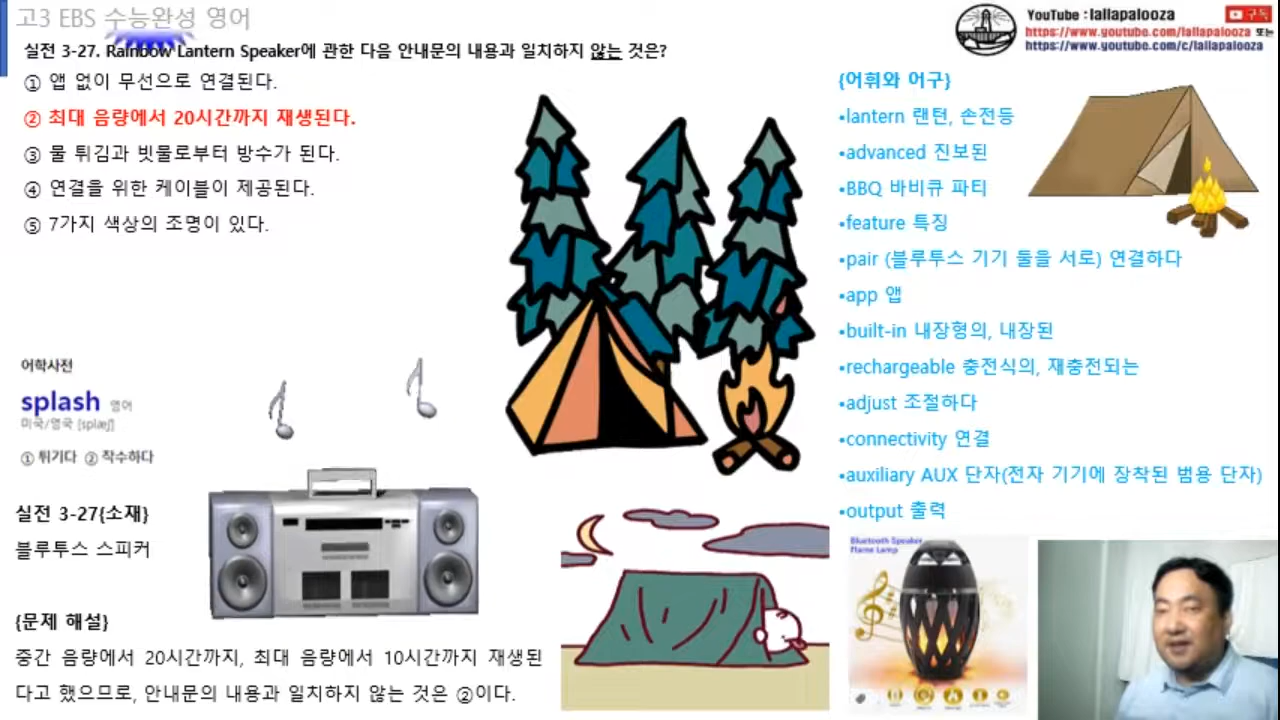 고3 EBS 수능완성 영어
YouTube : lallapalooza
구독
https://www.youtube.com/lallapalooza 또는
https://www.youtube.com/c/lallapalooza
실전 3-27. Rainbow Lantern Speaker에 관한 다음 안내문의 내용과 일치하지 않는 것은?
① 앱 없이 무선으로 연결된다.
② 최대 음량에서 20시간까지 재생된다.
③ 물 튀김과 빗물로부터 방수가 된다.
④ 연결을 위한 케이블이 제공된다.
⑤ 7가지 색상의 조명이 있다.
{어휘와 어구}
•lantern 랜턴, 손전등
•advanced 진보된
•BBQ 바비큐 파티
•feature 특징
•pair (블루투스 기기 둘을 서로) 연결하다
•app 앱
•built-in 내장형의, 내장된
•rechargeable 충전식의, 재충전되는
•adjust 조절하다
•connectivity 연결
•auxiliary AUX 단자(전자 기기에 장착된 범용 단자)
•output 출력
어학사전
splash 영어
미국/영국 [splæʃ]
① 튀기다 ② 착수하다
실전 3-27{소재}
블루투스 스피커
{문제 해설}
중간 음량에서 20시간까지, 최대 음량에서 10시간까지 재생된
다고 했으므로, 안내문의 내용과 일치하지 않는 것은 ②이다.
Bluetooth Speaker
Flame Lamp